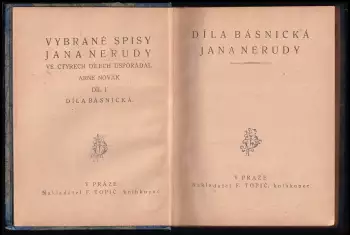 VYBRANÉ SPISY
JANA NERUDY
VE ČTYŘECH DÍLECH USPOŘÁDAL
ARNE NOVÁK
DÍL I
DÍLA BÁSNICKÁ
V PRAZE
Nakladatel F. TOPIČ, knihkupec
DÍLA BÁSNICKÁ
JANA NERUDY
V PRAZE
Nakladatel F. TOPIČ, knihkupec